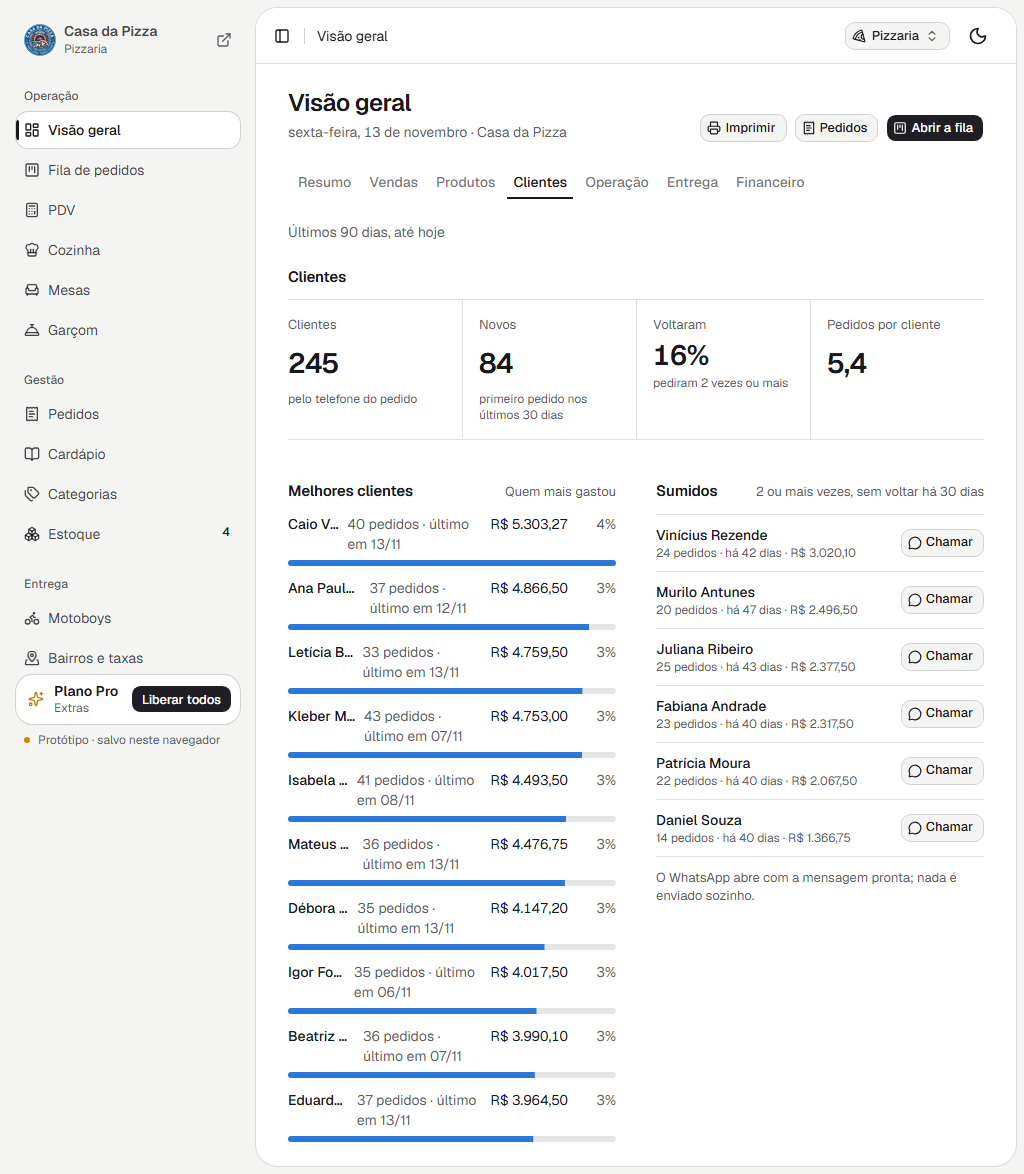 Casa da Pizza
Pizzaria
Operação
Visão geral
Fila de pedidos
PDV
Cozinha
Mesas
Garçom
Gestão
Pedidos
Cardápio
Categorias
Estoque 4
Entrega
Motoboys
Bairros e taxas
Plano Pro
Extras
Liberar todos
Protótipo · salvo neste navegador
Visão geral
Pizzaria
Visão geral
sexta-feira, 13 de novembro · Casa da Pizza
Imprimir Pedidos Abrir a fila
Resumo Vendas Produtos Clientes Operação Entrega Financeiro
Últimos 90 dias, até hoje
Clientes
Clientes
245
pelo telefone do pedido
Novos
84
primeiro pedido nos
últimos 30 dias
Voltaram
16%
pediram 2 vezes ou mais
Pedidos por cliente
5,4
Melhores clientes Quem mais gastou
Caio V... 40 pedidos · último R$ 5.303,27 4%
em 13/11
Ana Paul... 37 pedidos · R$ 4.866,50 3%
último em 12/11
Letícia B... 33 pedidos · R$ 4.759,50 3%
último em 13/11
Kleber M... 43 pedidos · R$ 4.753,00 3%
último em 07/11
Isabela ... 41 pedidos · último R$ 4.493,50 3%
em 08/11
Mateus ... 36 pedidos · R$ 4.476,75 3%
último em 13/11
Débora ... 35 pedidos · R$ 4.147,20 3%
último em 13/11
Igor Fo... 35 pedidos · último R$ 4.017,50 3%
em 06/11
Beatriz ... 36 pedidos · R$ 3.990,10 3%
último em 07/11
Eduard... 37 pedidos · último R$ 3.964,50 3%
em 13/11
Sumidos 2 ou mais vezes, sem voltar há 30 dias
Vinícius Rezende
24 pedidos · há 42 dias · R$ 3.020,10
Chamar
Murilo Antunes
20 pedidos · há 47 dias · R$ 2.496,50
Chamar
Juliana Ribeiro
25 pedidos · há 43 dias · R$ 2.377,50
Chamar
Fabiana Andrade
23 pedidos · há 40 dias · R$ 2.317,50
Chamar
Patrícia Moura
22 pedidos · há 40 dias · R$ 2.067,50
Chamar
Daniel Souza
14 pedidos · há 40 dias · R$ 1.366,75
Chamar
O WhatsApp abre com a mensagem pronta; nada é
enviado sozinho.